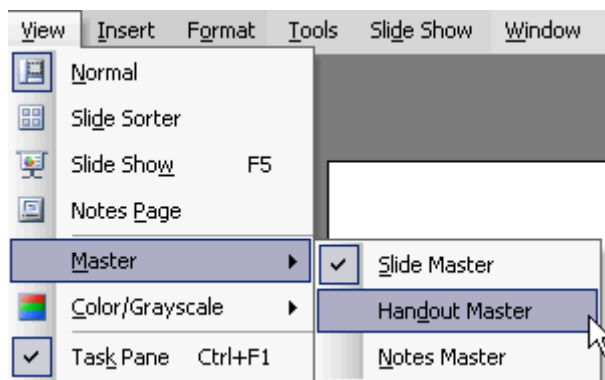 View Insert Format Tools Slide Show Window
Normal
Slide Sorter
Slide Show F5
Notes Page
Master
Slide Master
Color/Grayscale
Handout Master
Task Pane Ctrl+F1
Notes Master